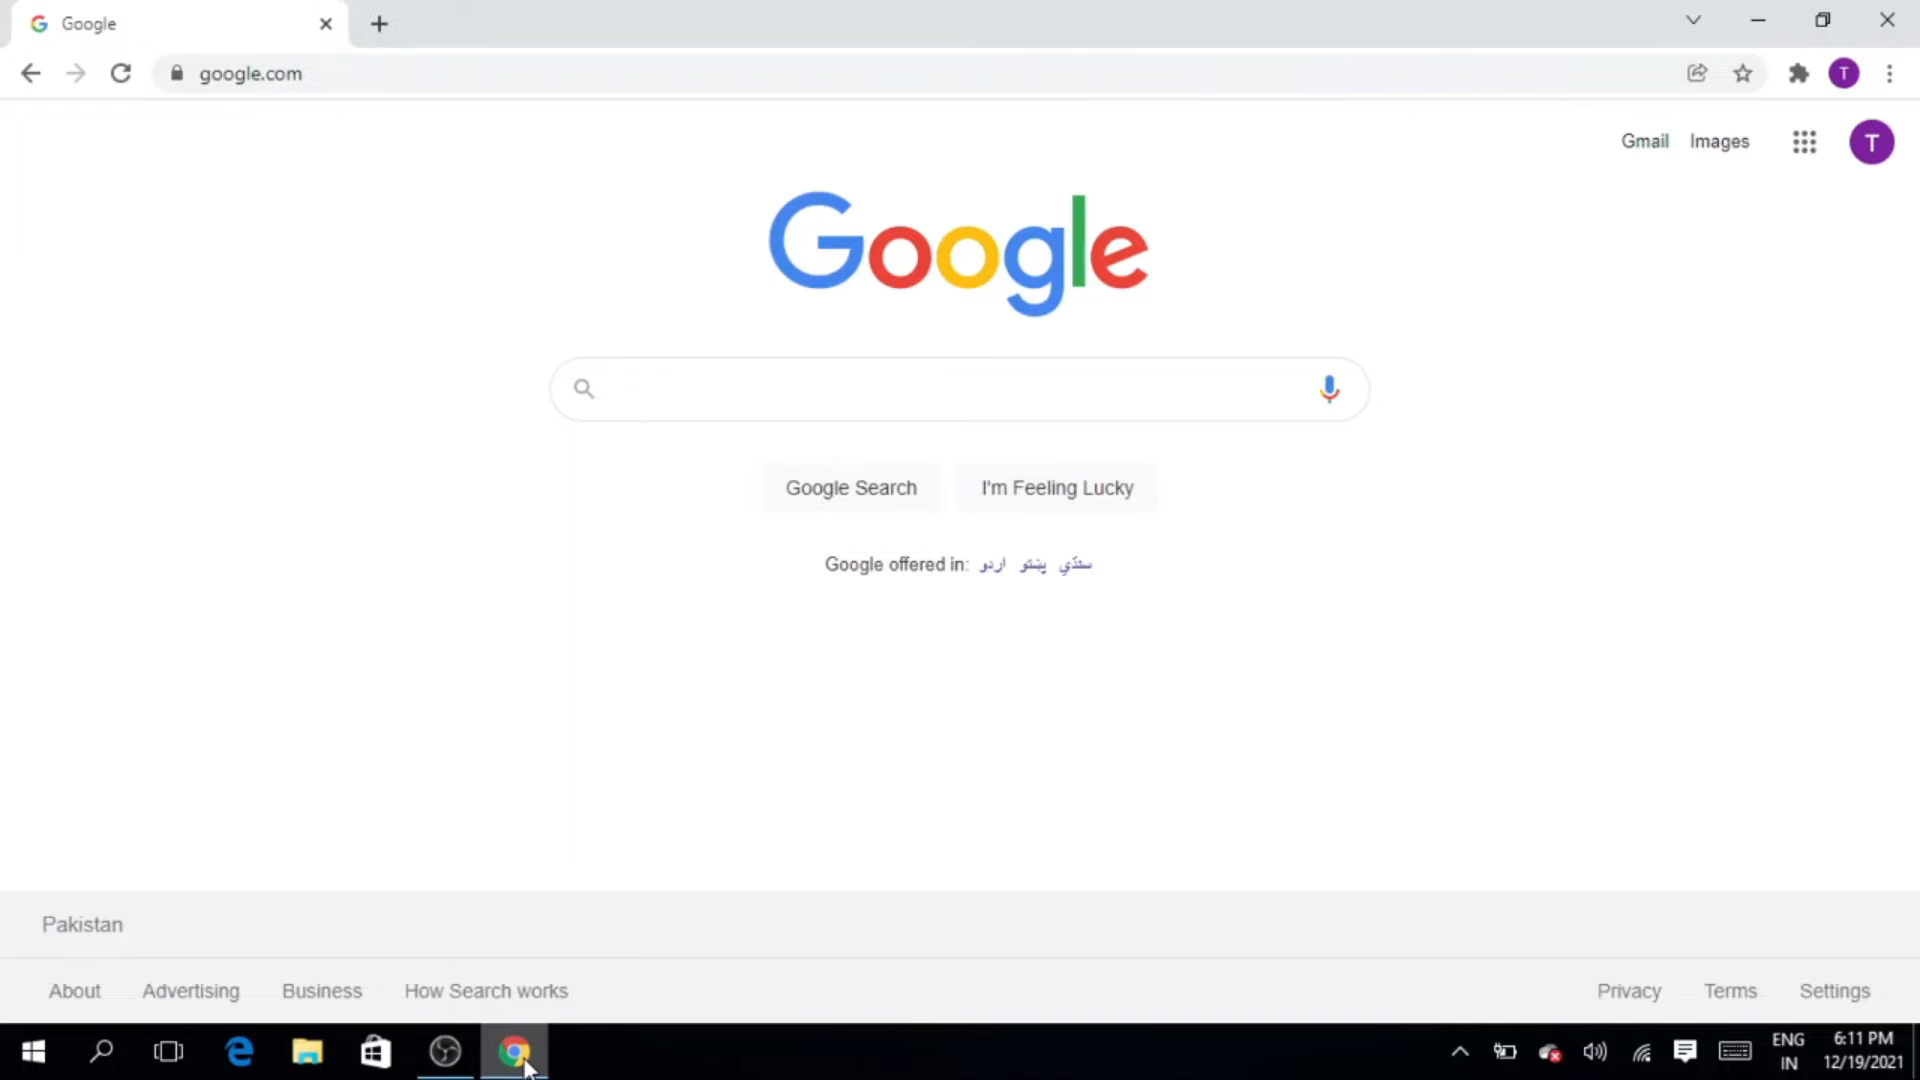 Google
google.com
Gmail Images
T
Google
Google Search I'm Feeling Lucky
Google offered in: اردو پښتو سنڌي
Pakistan
About Advertising Business How Search works Privacy Terms Settings
ENG 6:11 PM
IN 12/19/2021